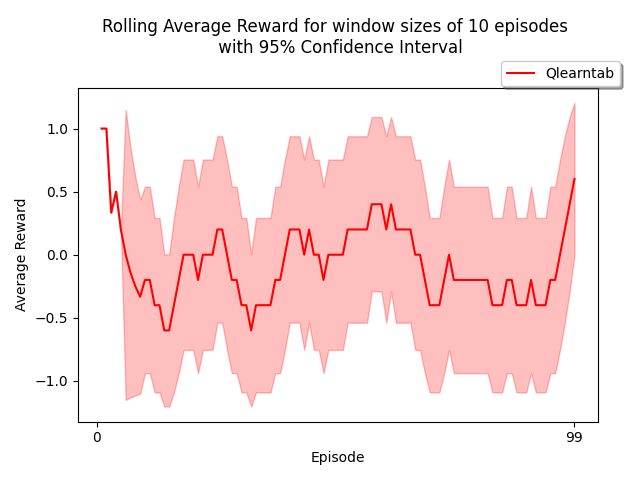 Rolling Average Reward for window sizes of 10 episodes
with 95% Confidence Interval
Qlearntab
1.0
0.5
0.0
−0.5
−1.0
Average Reward
0
99
Episode